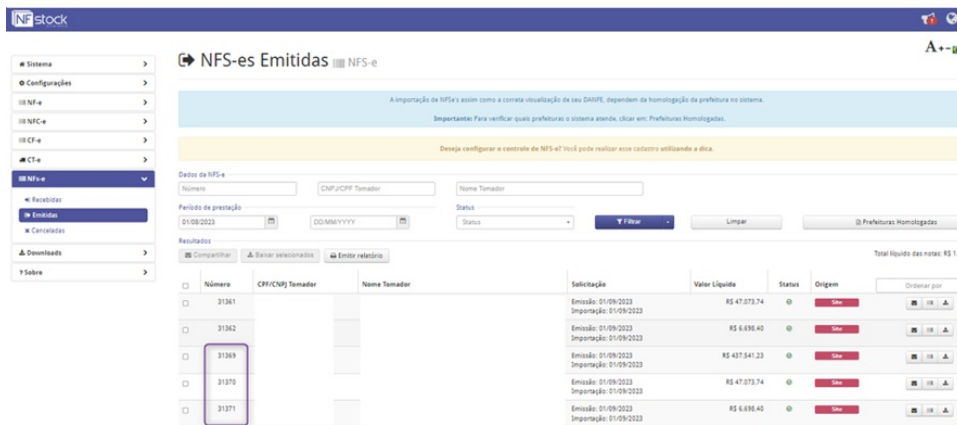 NF stock
A+-
Sistema
Configurações
NF-e
NFC-e
CF-e
CT-e
NFs-e
Recebidas
Emitidas
Canceladas
Downloads
? Sobre
NFS-es Emitidas NFS-e
A importação de NFSe's assim como a correta visualização de seu DANFE, dependem da homologação da prefeitura no sistema.
Importante: Para verificar quais prefeituras o sistema atende, clicar em: Prefeituras Homologadas.
Deseja configurar o controle de NFS-e? Você pode realizar esse cadastro utilizando a dica.
Dados da NFS-e
Número CNPJ/CPF Tomador Nome Tomador
Período de prestação Status
01/08/2023 DD/MM/YYYY Status Filtrar Limpar Prefeituras Homologadas
Resultados
Compartilhar Baixar selecionados Emitir relatório Total líquido das notas: R$ 1
Número CPF/CNPJ Tomador Nome Tomador Solicitação Valor Líquido Status Origem Ordenar por
31361 Emissão: 01/09/2023 R$ 47.073,74 Site
Importação: 01/09/2023
31362 Emissão: 01/09/2023 R$ 6.698,40 Site
Importação: 01/09/2023
31369 Emissão: 01/09/2023 R$ 437.541,23 Site
Importação: 01/09/2023
31370 Emissão: 01/09/2023 R$ 47.073,74 Site
Importação: 01/09/2023
31371 Emissão: 01/09/2023 R$ 6.698,40 Site
Importação: 01/09/2023